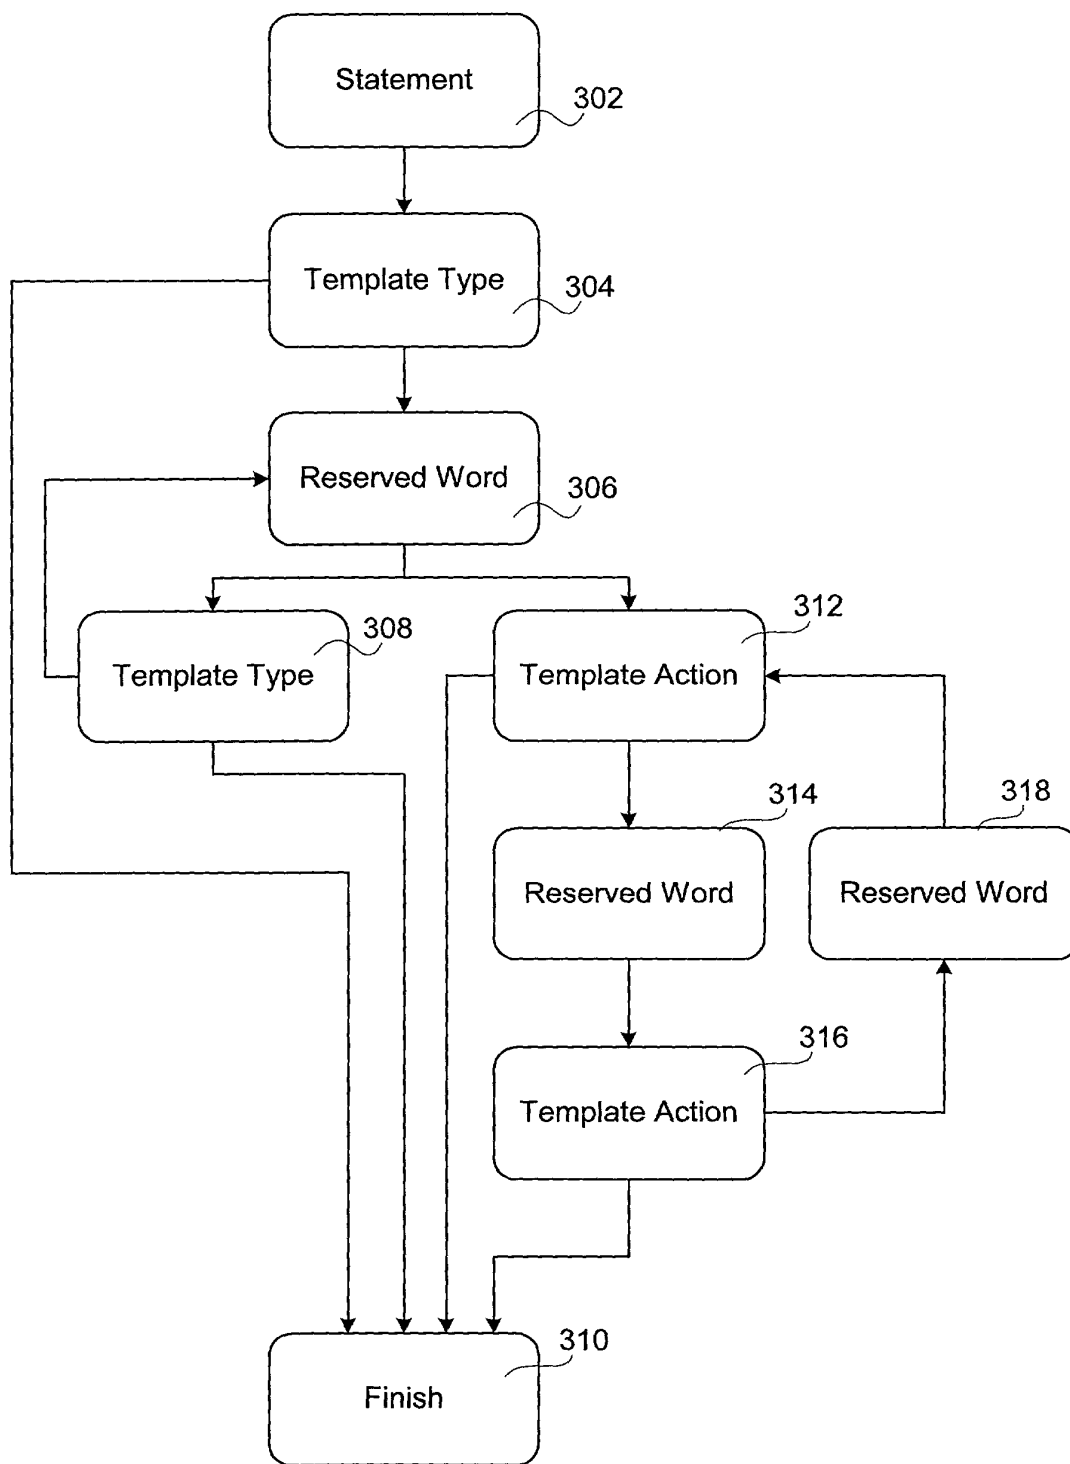 Statement
302
Template Type
304
Reserved Word
306
Template Type
308
Template Action
312
Reserved Word
314
Reserved Word
318
Template Action
316
Finish
310